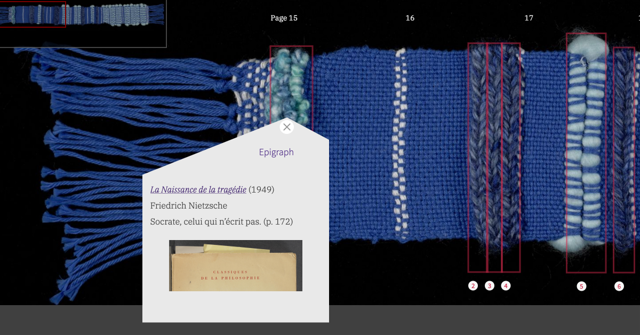 Page 15
16
17
Epigraph
La Naissance de la tragédie (1949)
Friedrich Nietzsche
Socrate, celui qui n’écrit pas. (p. 172)
CLASSIQUES
DE LA PHILOSOPHIE
2
3
4
5
6